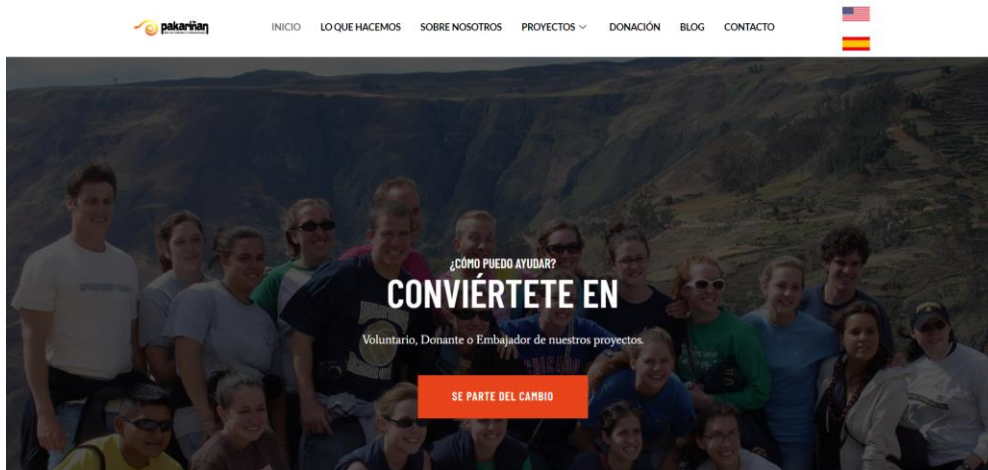 pakariñan
INICIO LO QUE HACEMOS SOBRE NOSOTROS PROYECTOS DONACIÓN BLOG CONTACTO
¿CÓMO PUEDO AYUDAR?
CONVIÉRTETE EN
Voluntario, Donante o Embajador de nuestros proyectos.
SE PARTE DEL CAMBIO